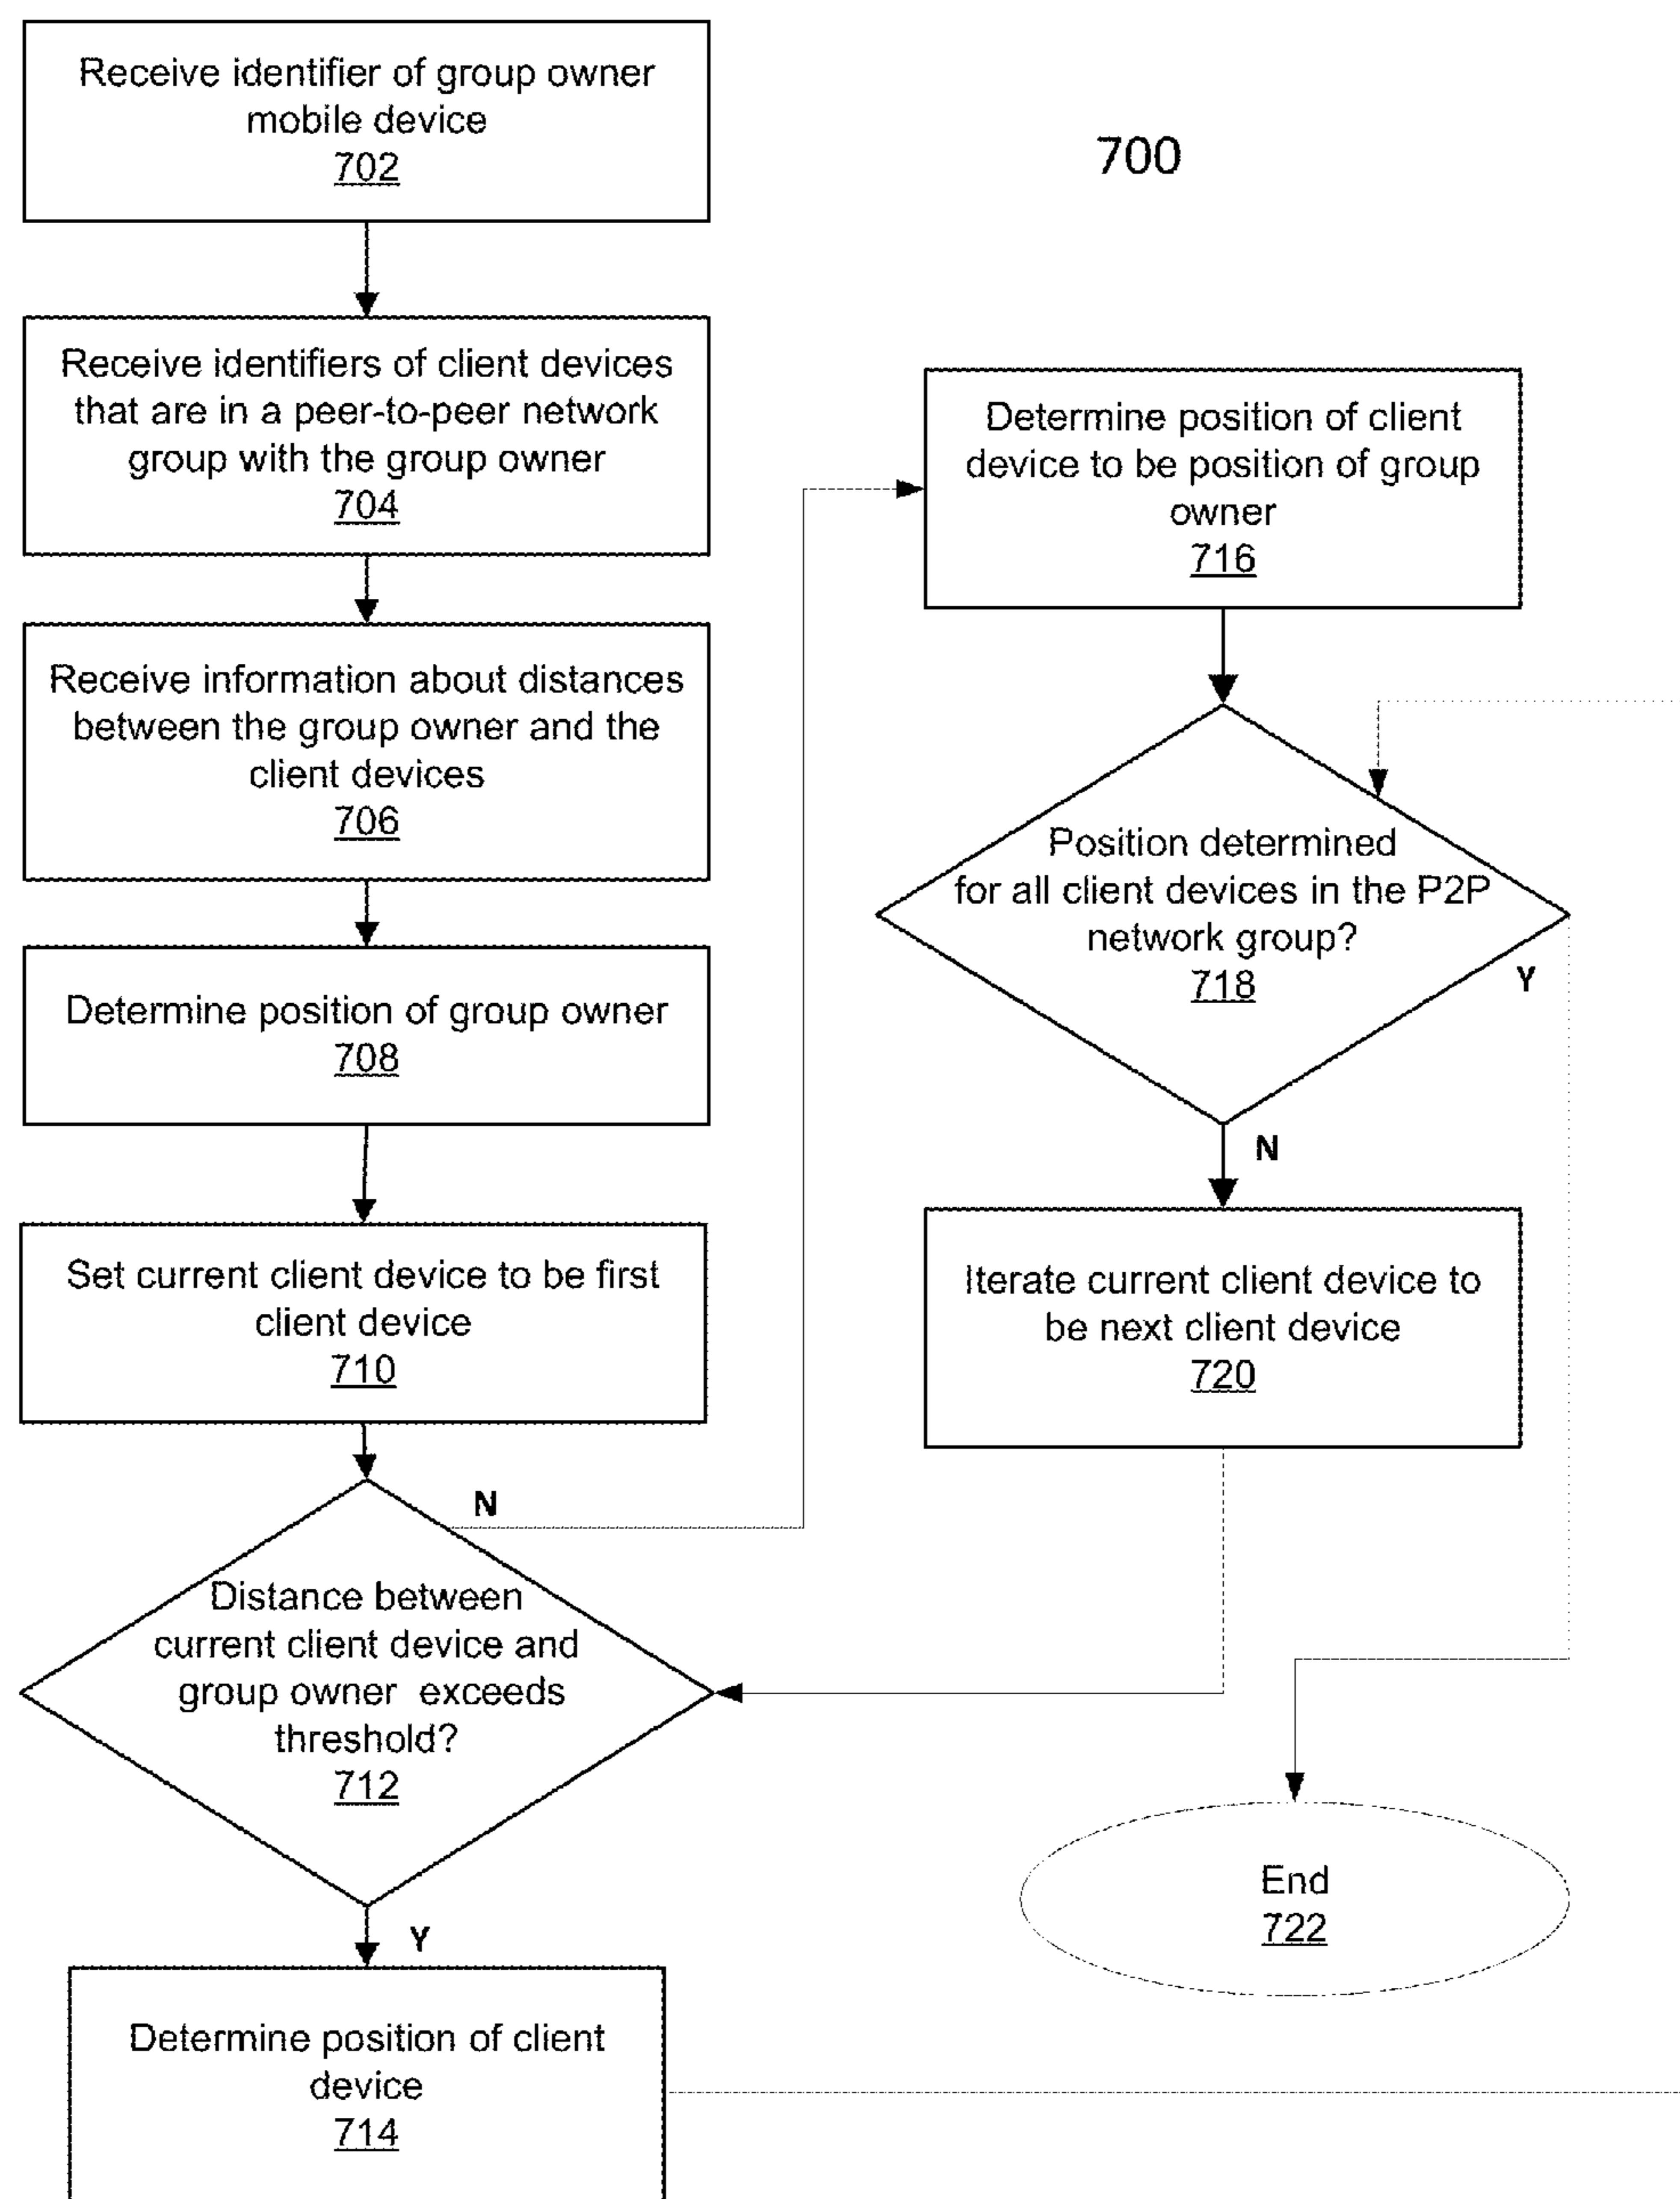 Receive identifier of group owner
mobile device
702
700
Receive identifiers of client devices
that are in a peer-to-peer network
group with the group owner
704
Receive information about distances
between the group owner and the
client devices
706
Determine position of group owner
708
Set current client device to be first
client device
710
N
Distance between
current client device and
group owner exceeds
threshold?
712
Y
Determine position of client
device
714
Determine position of client
device to be position of group
owner
716
Position determined
for all client devices in the P2P
network group?
718
Y
N
Iterate current client device to
be next client device
720
End
722